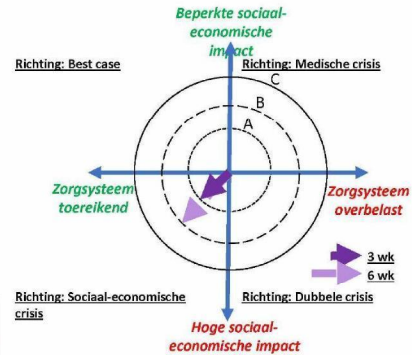 Beperkte sociaal-
economische
impact
Richting: Best case
Richting: Medische crisis
C
B
A
Zorgsysteem
toereikend
Zorgsysteem
overbelast
3 wk
6 wk
Richting: Sociaal-economische
crisis
Richting: Dubbele crisis
Hoge sociaal-
economische impact